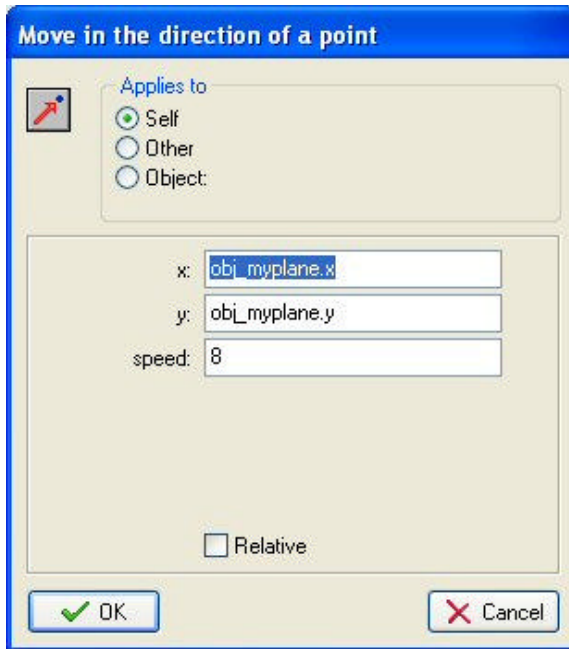 Move in the direction of a point
Applies to
Self
Other
Object:
x: obj_myplane.x
y: obj_myplane.y
speed: 8
Relative
OK Cancel